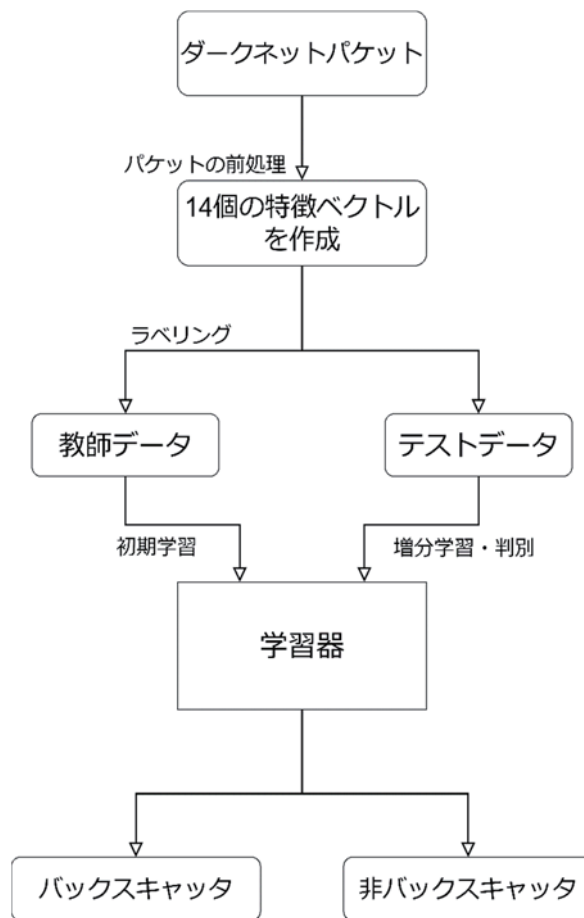 ダークネットパケット
パケットの前処理
14個の特徴ベクトル
を作成
ラベリング
教師データ
テストデータ
初期学習
増分学習・判別
学習器
バックスキャッタ
非バックスキャッタ